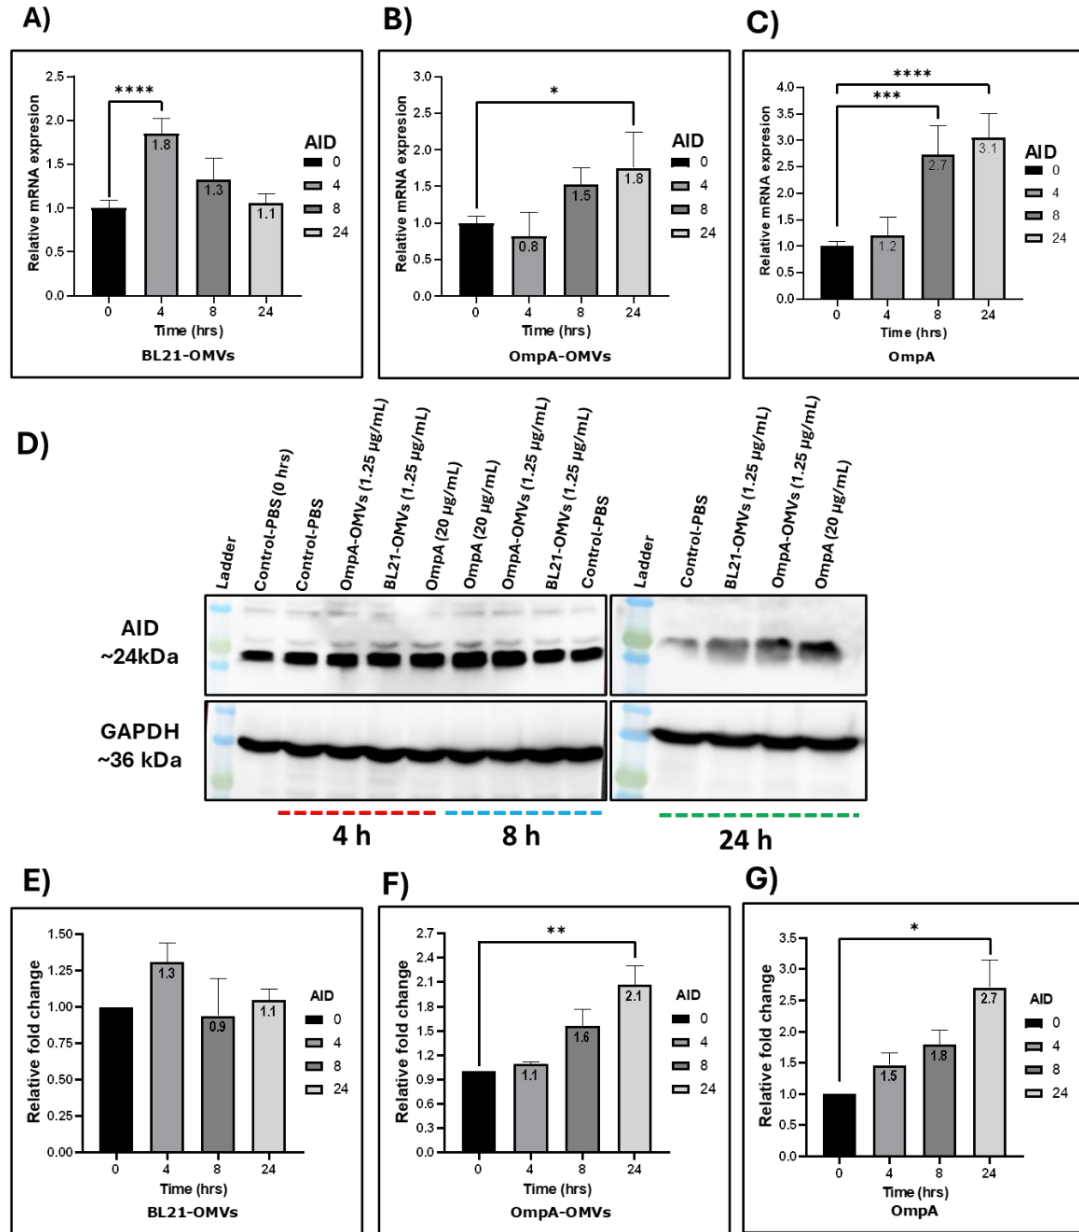 A)
Relative mRNA expresion
2.5
2.0
1.5
1.0
0.5
0.0
****
1.8
1.3
1.1
0 4 8 24
Time (hrs)
BL21-OMVs
AID
0
4
8
24
B)
Relative mRNA expresion
3.0
2.5
2.0
1.5
1.0
0.5
0.0
*
0.8
1.5
1.8
0 4 8 24
Time (hrs)
OmpA-OMVs
AID
0
4
8
24
C)
Relative mRNA expresion
4.0
3.5
3.0
2.5
2.0
1.5
1.0
0.5
0.0
****
***
1.2
2.7
3.1
0 4 8 24
Time (hrs)
OmpA
AID
0
4
8
24
D)
Ladder
Control-PBS (0 hrs)
Control-PBS
OmpA-OMVs (1.25 µg/mL)
BL21-OMVs (1.25 µg/mL)
OmpA (20 µg/mL)
OmpA (20 µg/mL)
OmpA-OMVs (1.25 µg/mL)
BL21-OMVs (1.25 µg/mL)
Control-PBS
Ladder
Control-PBS
BL21-OMVs (1.25 µg/mL)
OmpA-OMVs (1.25 µg/mL)
OmpA (20 µg/mL)
AID
~24kDa
GAPDH
~36 kDa
4 h
8 h
24 h
E)
Relative fold change
1.50
1.25
1.00
0.75
0.50
0.25
0.00
1.3
0.9
1.1
0 4 8 24
Time (hrs)
BL21-OMVs
AID
0
4
8
24
F)
Relative fold change
2.7
2.4
2.1
1.8
1.5
1.2
0.9
0.6
0.3
0.0
**
1.1
1.6
2.1
0 4 8 24
Time (hrs)
OmpA-OMVs
AID
0
4
8
24
G)
Relative fold change
3.5
3.0
2.5
2.0
1.5
1.0
0.5
0.0
*
1.5
1.8
2.7
0 4 8 24
Time (hrs)
OmpA
AID
0
4
8
24